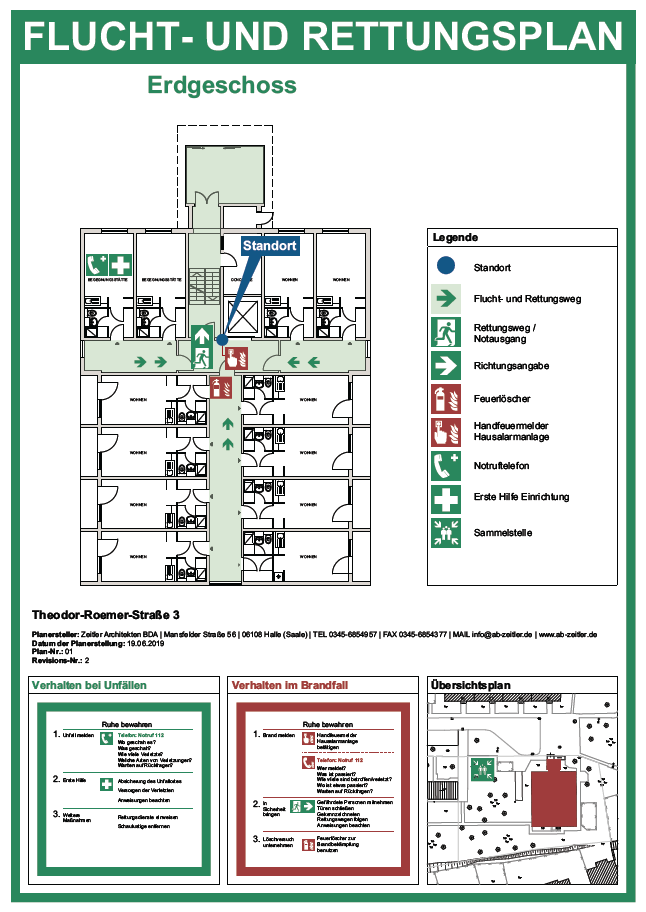 FLUCHT- UND RETTUNGSPLAN
Erdgeschoss
Standort
BEGEGNUNGSSTÄTTE
BEGEGNUNGSSTÄTTE
WOHNEN
WOHNEN
WOHNEN
WOHNEN
WOHNEN
WOHNEN
WOHNEN
WOHNEN
WOHNEN
WOHNEN
Legende
Standort
Flucht- und Rettungsweg
Rettungsweg /
Notausgang
Richtungsangabe
Feuerlöscher
Handfeuermelder
Hausalarmanlage
Notruftelefon
Erste Hilfe Einrichtung
Sammelstelle
Theodor-Roemer-Straße 3
Planersteller: Zeitler Architekten BDA | Mansfelder Straße 56 | 06108 Halle (Saale) | TEL 0345-6854957 | FAX 0345-6854377 | MAIL info@ab-zeitler.de | www.ab-zeitler.de
Datum der Planerstellung: 19.06.2019
Plan-Nr.: 01
Revisions-Nr.: 2
Verhalten bei Unfällen
Ruhe bewahren
1. Unfall melden
Telefon: Notruf 112
Wo geschah es?
Was geschah?
Wie viele Verletzte?
Welche Arten von Verletzungen?
Warten auf Rückfragen!
2. Erste Hilfe
Absicherung des Unfallortes
Versorgen der Verletzten
Anweisungen beachten
3. Weitere
Maßnahmen
Rettungsdienste einweisen
Schaulustige entfernen
Verhalten im Brandfall
Ruhe bewahren
1. Brand melden
Handfeuermelder
Hausalarmanlage
betätigen
Telefon: Notruf 112
Wer meldet?
Was ist passiert?
Wie viele sind betroffen/verletzt?
Wo ist etwas passiert?
Warten auf Rückfragen!
2. In
Sicherheit
bringen
Gefährdete Personen mitnehmen
Türen schließen
Gekennzeichneten
Rettungswegen folgen
Anweisungen beachten
3. Löschversuch
unternehmen
Feuerlöscher zur
Brandbekämpfung
benutzen
Übersichtsplan